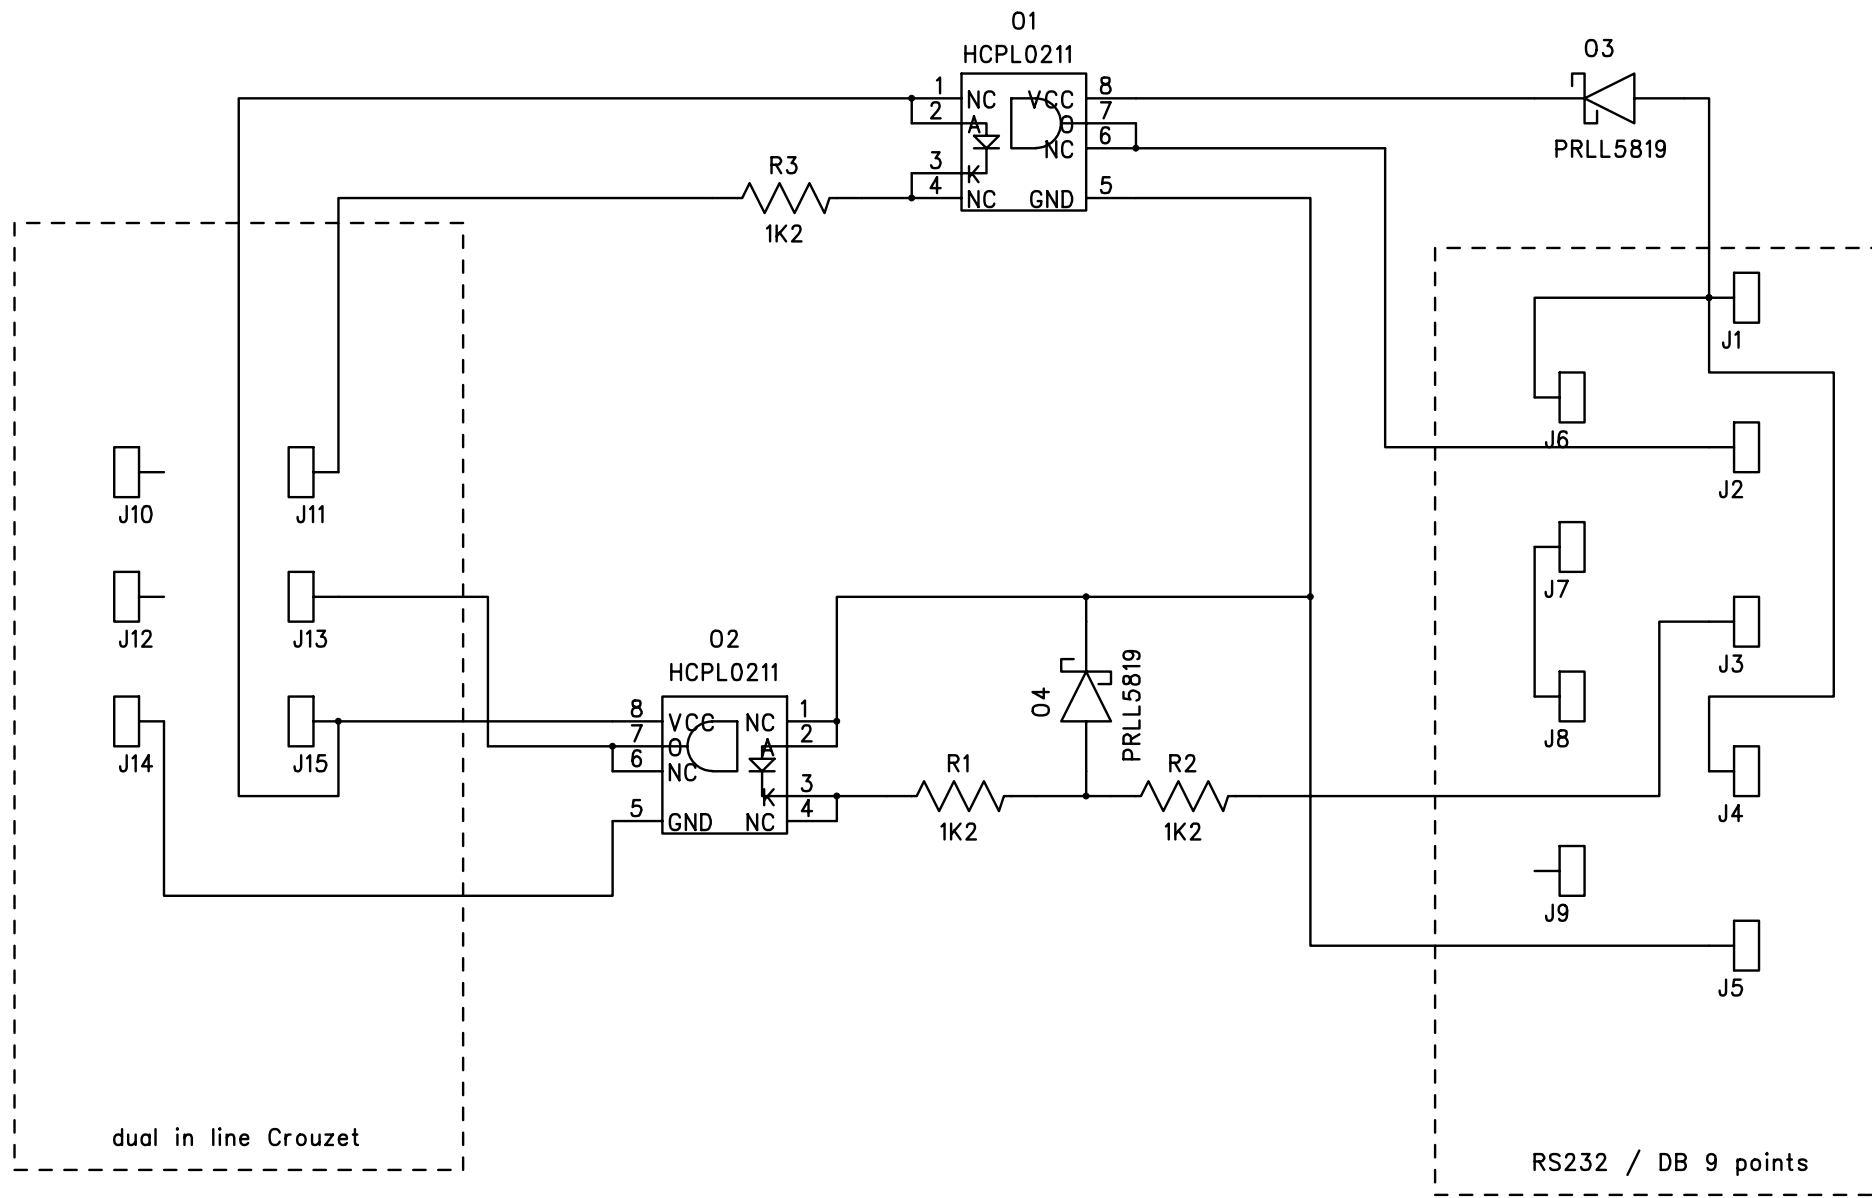 O1
HCPL0211
O3
1 NC VCC 8
2 A O 7
NC 6
PRLL5819
R3
3 K
4 NC GND 5
1K2
J1
J6
J2
J10
J11
J7
J12
J13
O2
HCPL0211
J3
O4
PRLL5819
8 VCC NC 1
7 O A 2
6 NC
J14
J15
J8
R1
R2
K 3
5 GND NC 4
1K2
1K2
J4
J9
J5
dual in line Crouzet
RS232 / DB 9 points